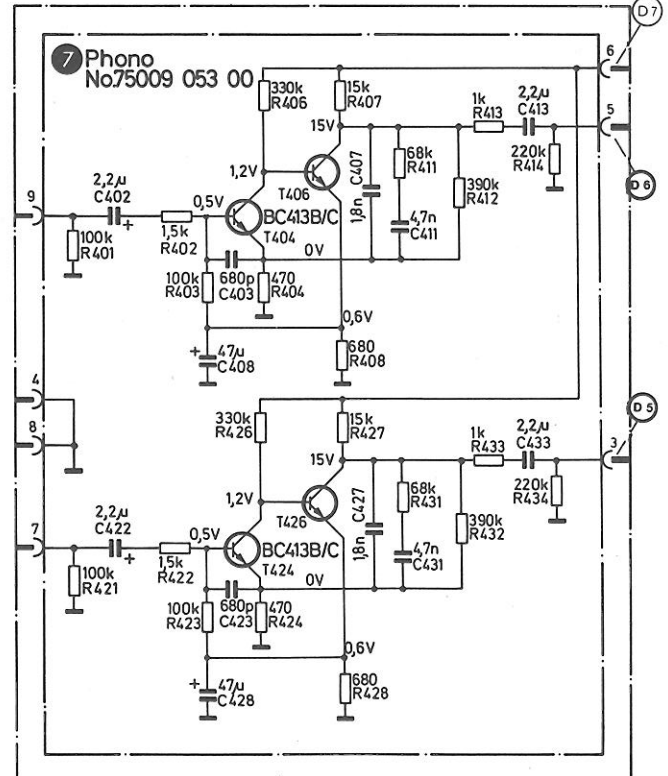 D7
6
7 Phono
No.75009 053 00
330k
R406
15k
R407
15V
1k
R413
2,2µ
C413
5
220k
R414
D6
1,2V
T406
C407
1,8n
68k
R411
390k
R412
4,7n
C411
9
2,2µ
C402
+
0,5V
BC413B/C
T404
100k
R401
1,5k
R402
0V
100k
R403
680p
C403
470
R404
0,6V
+
47µ
C408
680
R408
4
8
330k
R426
15k
R427
15V
1k
R433
2,2µ
C433
D5
3
220k
R434
1,2V
T426
C427
1,8n
68k
R431
390k
R432
4,7n
C431
7
2,2µ
C422
+
0,5V
BC413B/C
T424
100k
R421
1,5k
R422
0V
100k
R423
680p
C423
470
R424
0,6V
+
47µ
C428
680
R428